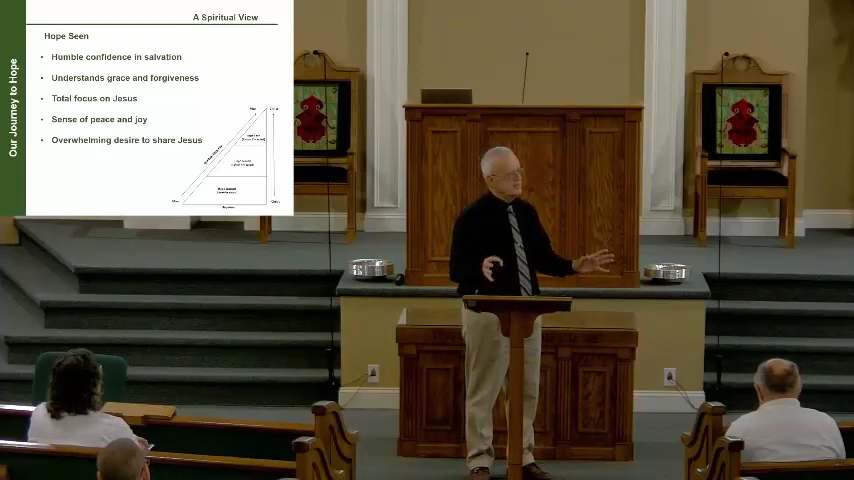 A Spiritual View
Our Journey to Hope
Hope Seen
• Humble confidence in salvation
• Understands grace and forgiveness
• Total focus on Jesus
• Sense of peace and joy
• Overwhelming desire to share Jesus